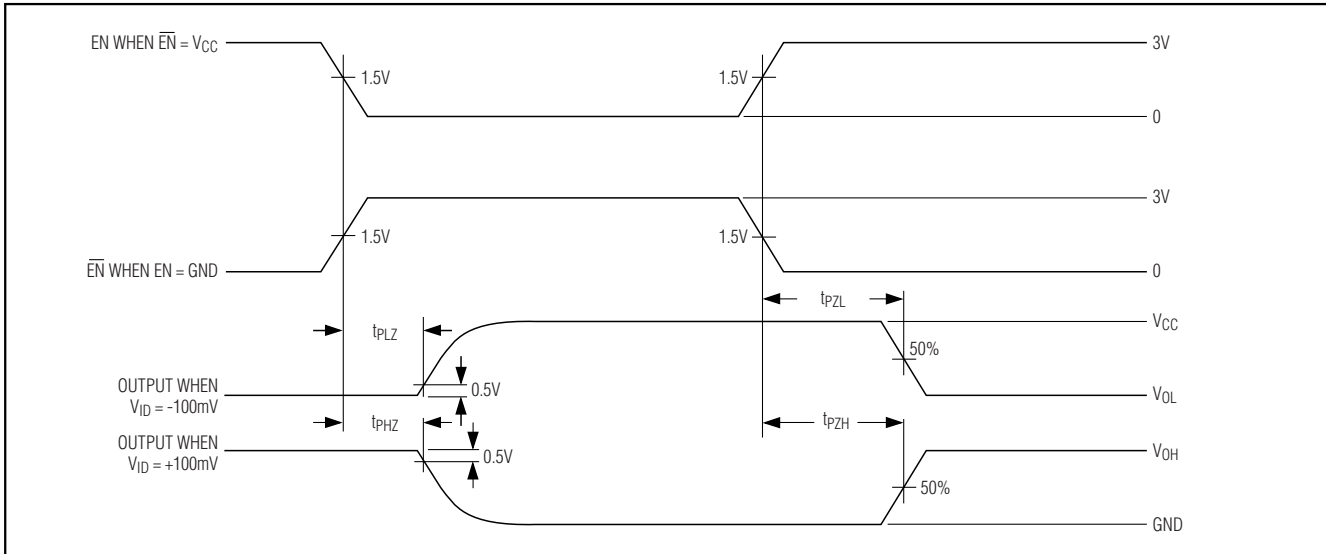 EN WHEN E̅N̅ = VCC
3V
1.5V
1.5V
0
3V
1.5V
1.5V
E̅N̅ WHEN EN = GND
0
tPZL
VCC
tPLZ
50%
OUTPUT WHEN
VID = -100mV
0.5V
VOL
tPHZ
tPZH
OUTPUT WHEN
VID = +100mV
0.5V
VOH
50%
GND